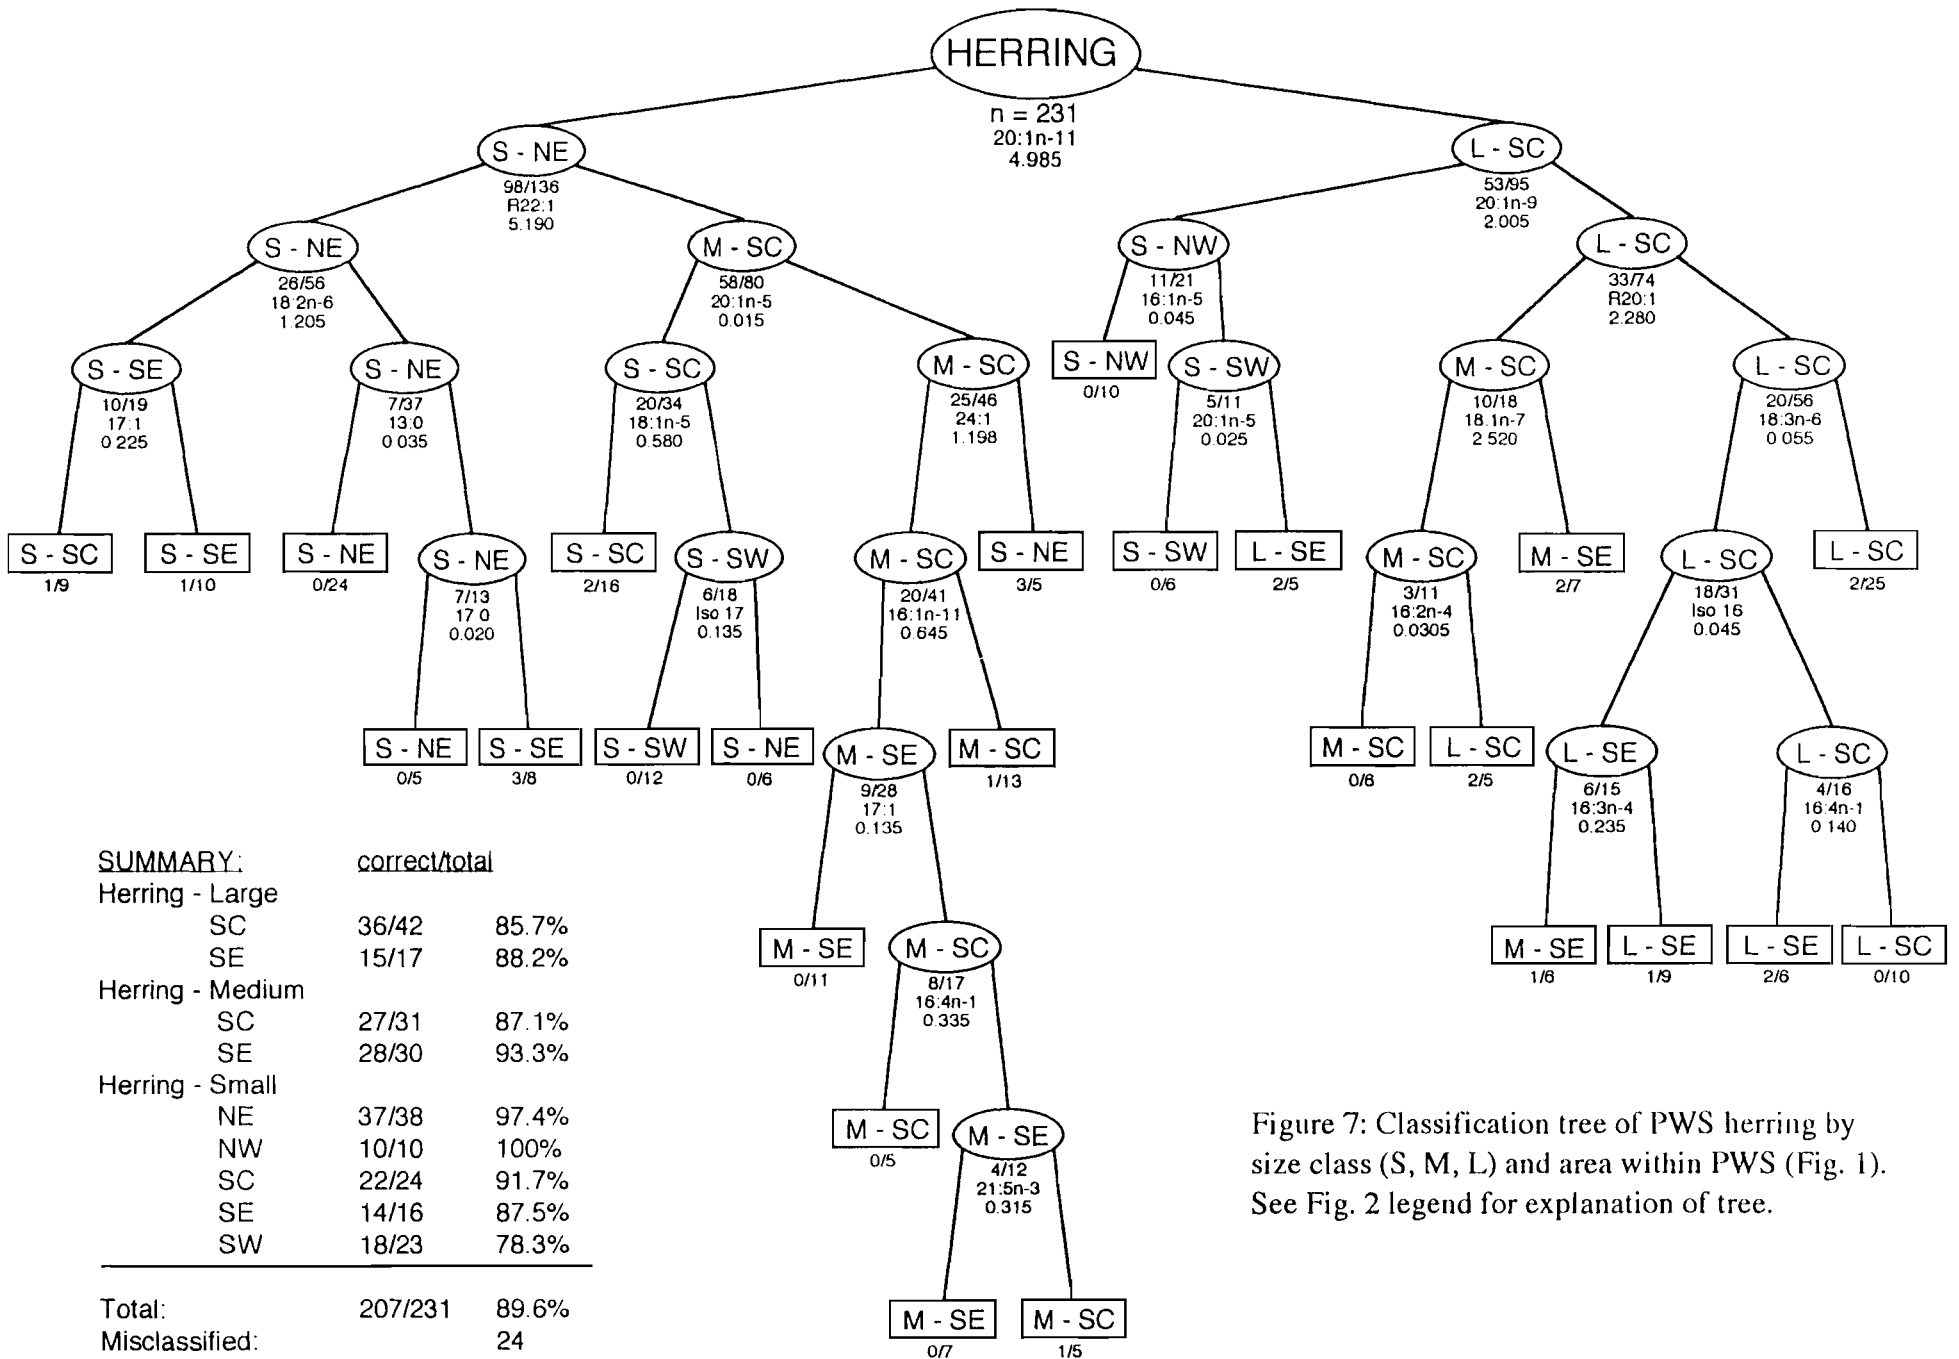 HERRING
n = 231
20:1n-11
4.985
S - NE
98/136
R22:1
5.190
L - SC
53/95
20:1n-9
2.005
S - NE
26/56
18:2n-6
1.205
M - SC
58/80
20:1n-5
0.015
S - NW
11/21
16:1n-5
0.045
L - SC
33/74
R20:1
2.280
S - SE
10/19
17:1
0.225
S - NE
7/37
13:0
0.035
S - SC
20/34
18:1n-5
0.580
M - SC
25/46
24:1
1.198
S - NW
0/10
S - SW
5/11
20:1n-5
0.025
M - SC
10/18
18:1n-7
2.520
L - SC
20/56
18:3n-6
0.055
S - SC
1/9
S - SE
1/10
S - NE
0/24
S - NE
7/13
17:0
0.020
S - SC
2/16
S - SW
6/18
Iso 17
0.135
M - SC
20/41
16:1n-11
0.645
S - NE
3/5
S - SW
0/6
L - SE
2/5
M - SC
3/11
16:2n-4
0.0305
M - SE
2/7
L - SC
18/31
Iso 16
0.045
L - SC
2/25
S - NE
0/5
S - SE
3/8
S - SW
0/12
S - NE
0/6
M - SE
9/28
17:1
0.135
M - SC
1/13
M - SC
0/6
L - SC
2/5
L - SE
6/15
16:3n-4
0.235
L - SC
4/16
16:4n-1
0.140
M - SE
0/11
M - SC
8/17
16:4n-1
0.335
M - SE
1/6
L - SE
1/9
L - SE
2/6
L - SC
0/10
M - SC
0/5
M - SE
4/12
21:5n-3
0.315
M - SE
0/7
M - SC
1/5
SUMMARY: correct/total
Herring - Large
SC 36/42 85.7%
SE 15/17 88.2%
Herring - Medium
SC 27/31 87.1%
SE 28/30 93.3%
Herring - Small
NE 37/38 97.4%
NW 10/10 100%
SC 22/24 91.7%
SE 14/16 87.5%
SW 18/23 78.3%
Total: 207/231 89.6%
Misclassified: 24
Figure 7: Classification tree of PWS herring by
size class (S, M, L) and area within PWS (Fig. 1).
See Fig. 2 legend for explanation of tree.